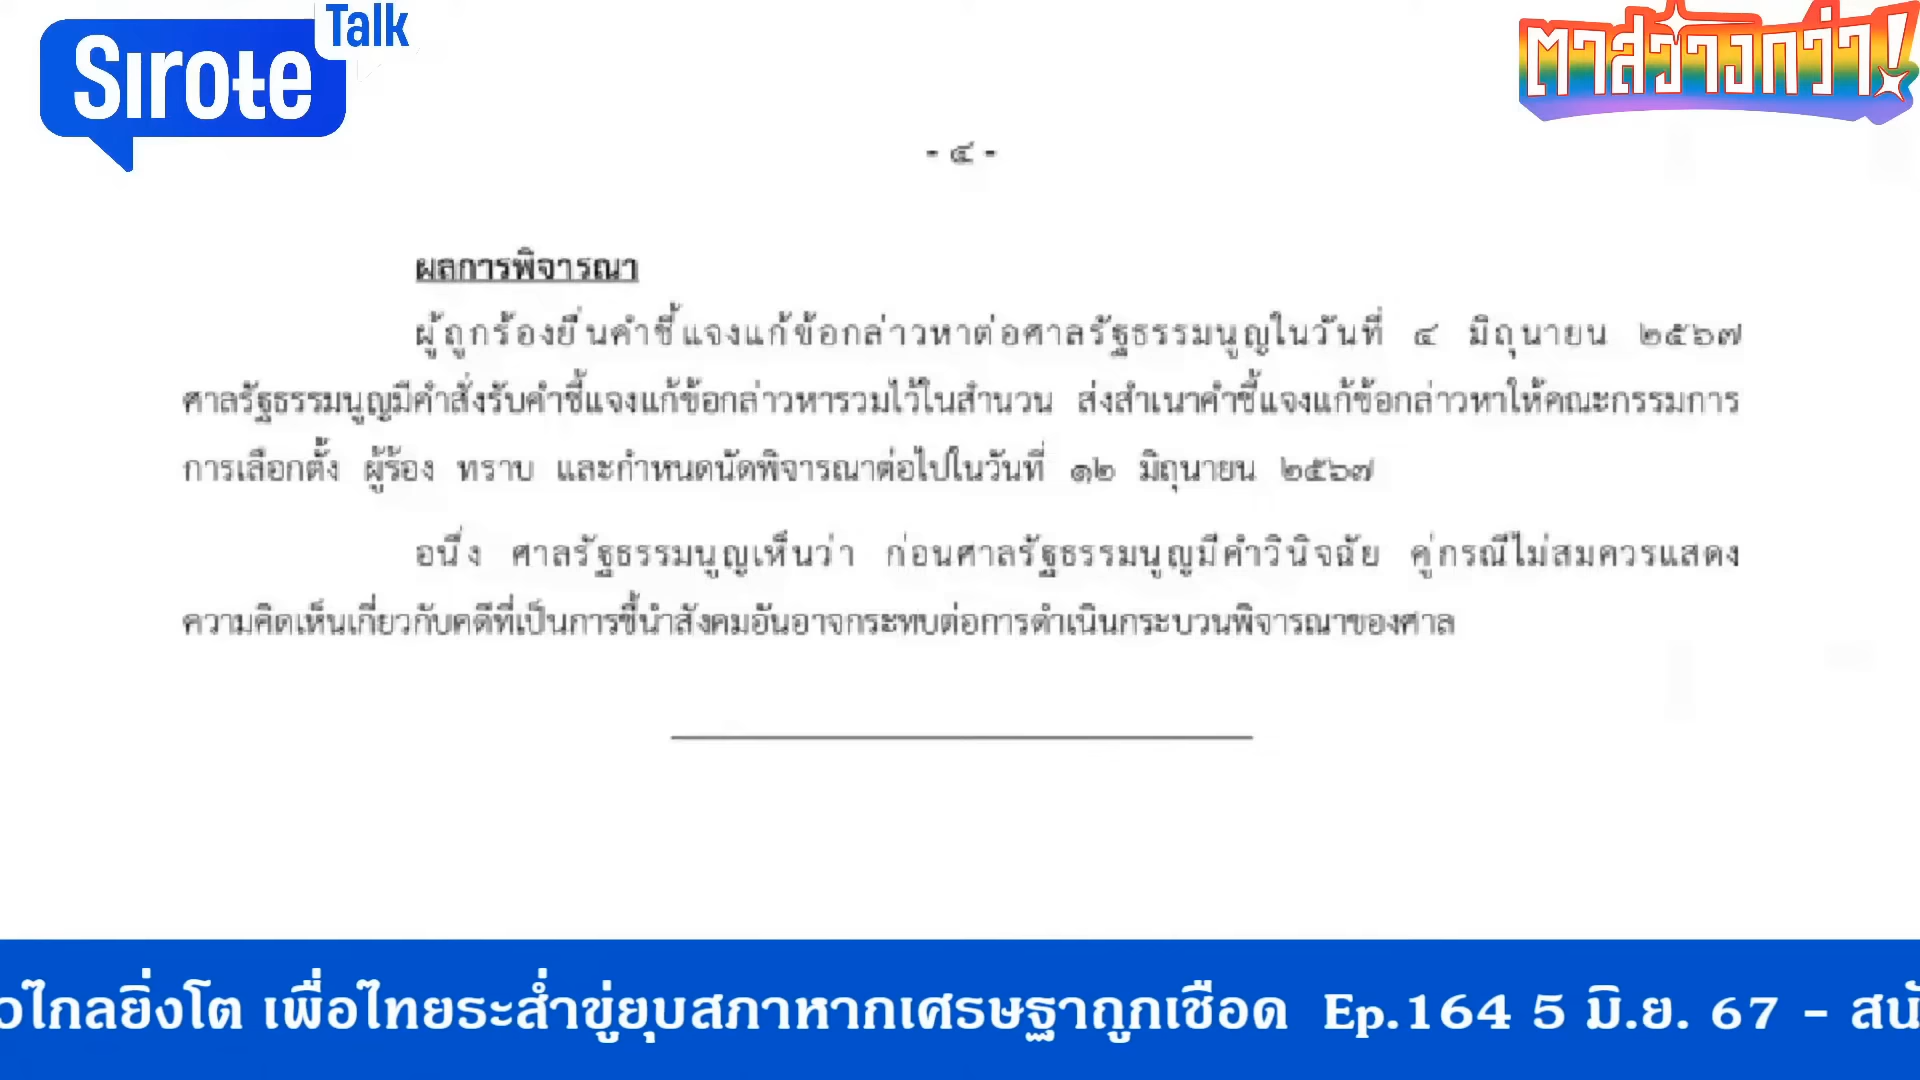 Sirote Talk
ตาสว่างกว่า!
- ๔ -
ผลการพิจารณา
ผู้ถูกร้องยื่นคำชี้แจงแก้ข้อกล่าวหาต่อศาลรัฐธรรมนูญในวันที่ ๔ มิถุนายน ๒๕๖๗
ศาลรัฐธรรมนูญมีคำสั่งรับคำชี้แจงแก้ข้อกล่าวหารวมไว้ในสำนวน ส่งสำเนาคำชี้แจงแก้ข้อกล่าวหาให้คณะกรรมการ
การเลือกตั้ง ผู้ร้อง ทราบ และกำหนดนัดพิจารณาต่อไปในวันที่ ๑๒ มิถุนายน ๒๕๖๗
อนึ่ง ศาลรัฐธรรมนูญเห็นว่า ก่อนศาลรัฐธรรมนูญมีคำวินิจฉัย คู่กรณีไม่สมควรแสดง
ความคิดเห็นเกี่ยวกับคดีที่เป็นการชี้นำสังคมอันอาจกระทบต่อการดำเนินกระบวนพิจารณาของศาล
วไกลยิ่งโต เพื่อไทยระส่ำขู่ยุบสภาหากเศรษฐาถูกเชือด Ep.164 5 มิ.ย. 67 - สนั